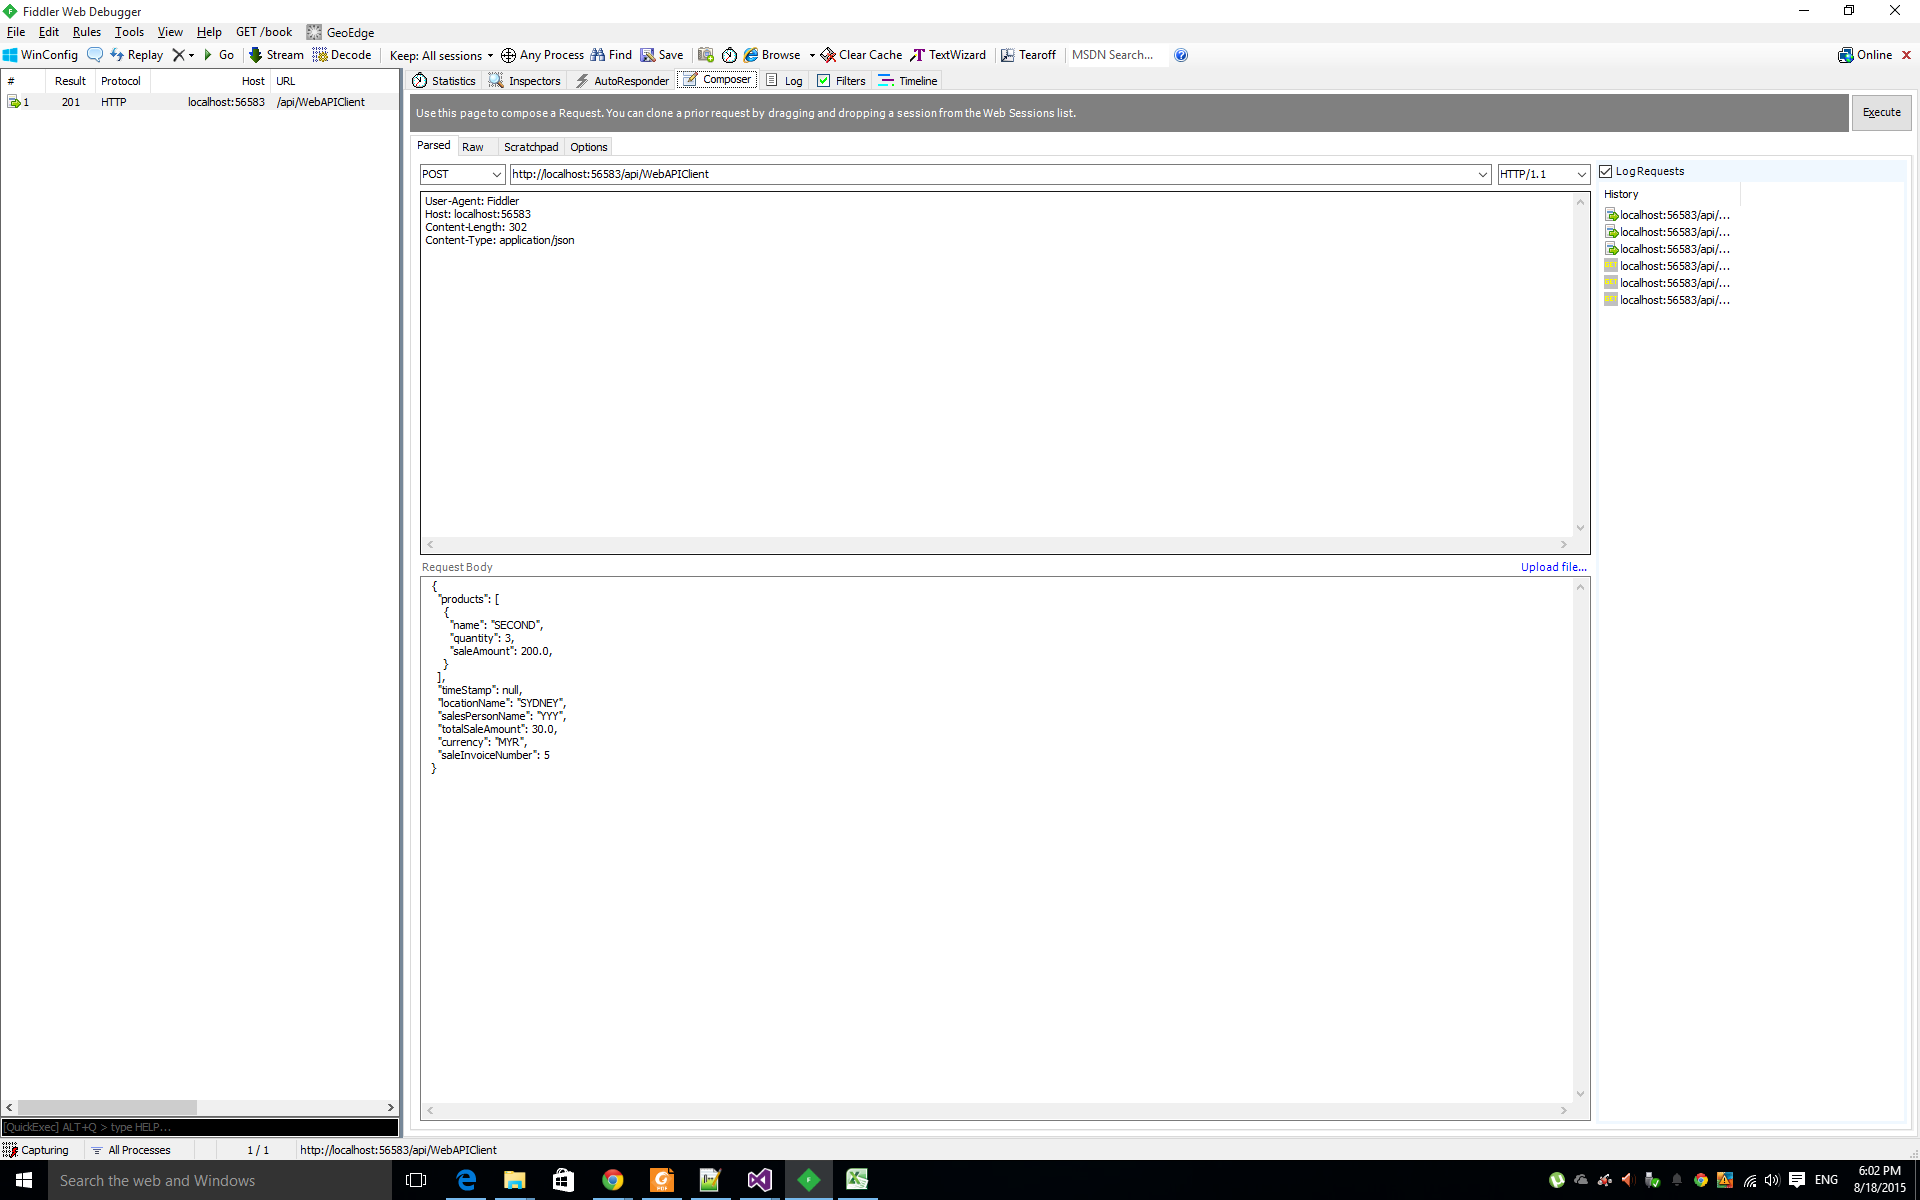 Fiddler Web Debugger
File Edit Rules Tools View Help GET /book GeoEdge
WinConfig Replay Go Stream Decode Keep: All sessions Any Process Find Save Browse Clear Cache TextWizard Tearoff MSDN Search... Online
# Result Protocol Host URL
1 201 HTTP localhost:56583 /api/WebAPIClient
Statistics Inspectors AutoResponder Composer Log Filters Timeline
Use this page to compose a Request. You can clone a prior request by dragging and dropping a session from the Web Sessions list.
Execute
Parsed Raw Scratchpad Options
POST http://localhost:56583/api/WebAPIClient HTTP/1.1
Log Requests
History
localhost:56583/api/...
localhost:56583/api/...
localhost:56583/api/...
localhost:56583/api/...
localhost:56583/api/...
localhost:56583/api/...
User-Agent: Fiddler
Host: localhost:56583
Content-Length: 302
Content-Type: application/json
Request Body Upload file...
{
"products": [
{
"name": "SECOND",
"quantity": 3,
"saleAmount": 200.0,
}
],
"timeStamp": null,
"locationName": "SYDNEY",
"salesPersonName": "YYY",
"totalSaleAmount": 30.0,
"currency": "MYR",
"saleInvoiceNumber": 5
}
[QuickExec] ALT+Q > type HELP...
Capturing All Processes 1 / 1 http://localhost:56583/api/WebAPIClient
Search the web and Windows
ENG
6:02 PM
8/18/2015